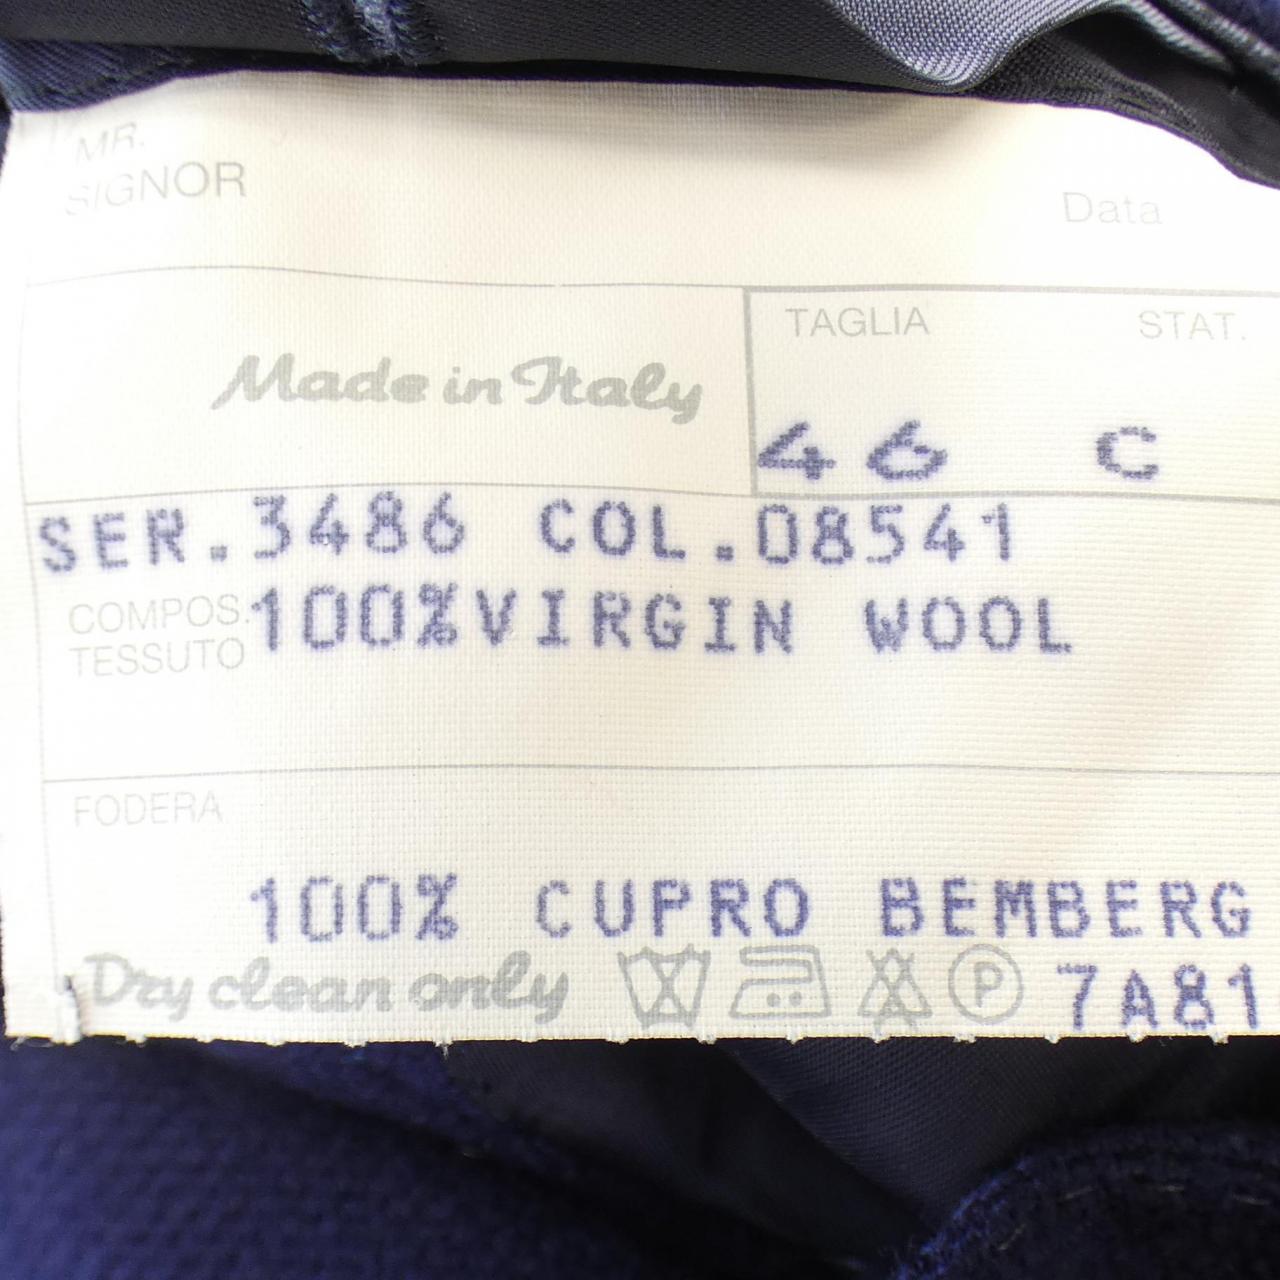 MR.
SIGNOR
Data
Made in Italy
TAGLIA STAT.
46 C
SER.3486 COL.08541
COMPOS. 100%VIRGIN WOOL
TESSUTO
FODERA
100% CUPRO BEMBERG
Dry clean only P 7A81